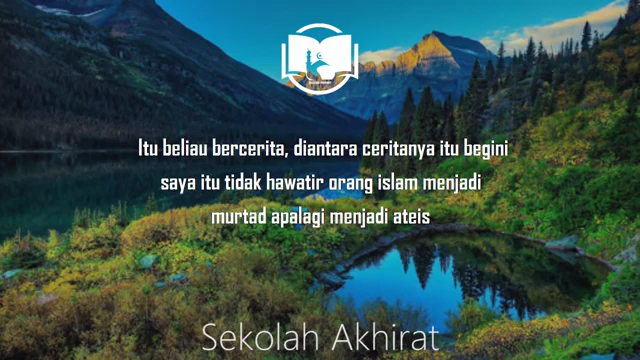 Itu beliau bercerita, diantara ceritanya itu begini
saya itu tidak hawatir orang islam menjadi
murtad apalagi menjadi ateis
Sekolah Akhirat